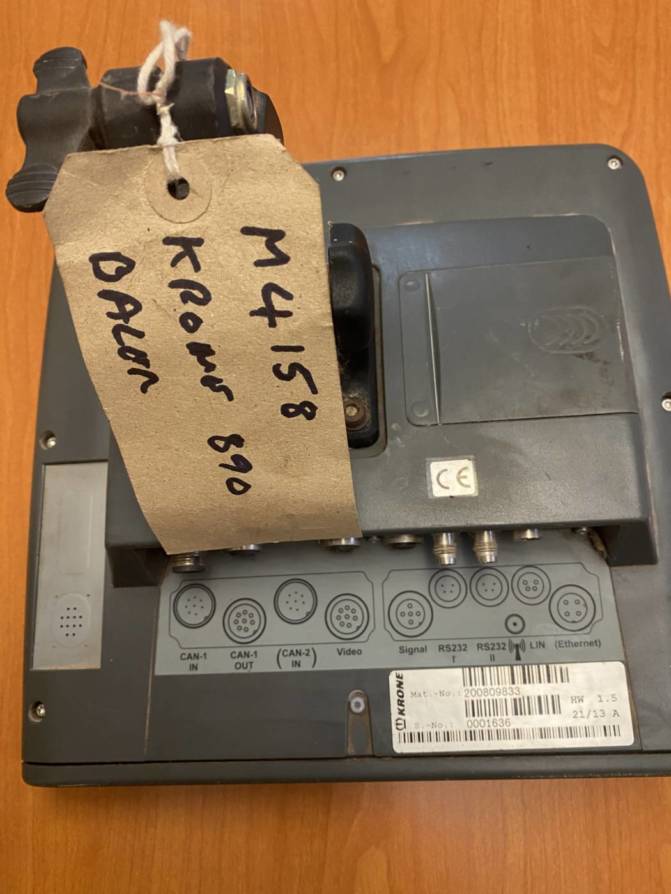 M4158
KRONE 890
BALER
CE
CAN-1
IN
CAN-1
OUT
(CAN-2)
IN
Video
Signal
RS232
I
RS232
II
LIN
(Ethernet)
KRONE
Mat.-No.: 200809833
HW 1.5
21/13 A
S.-No.: 0001636